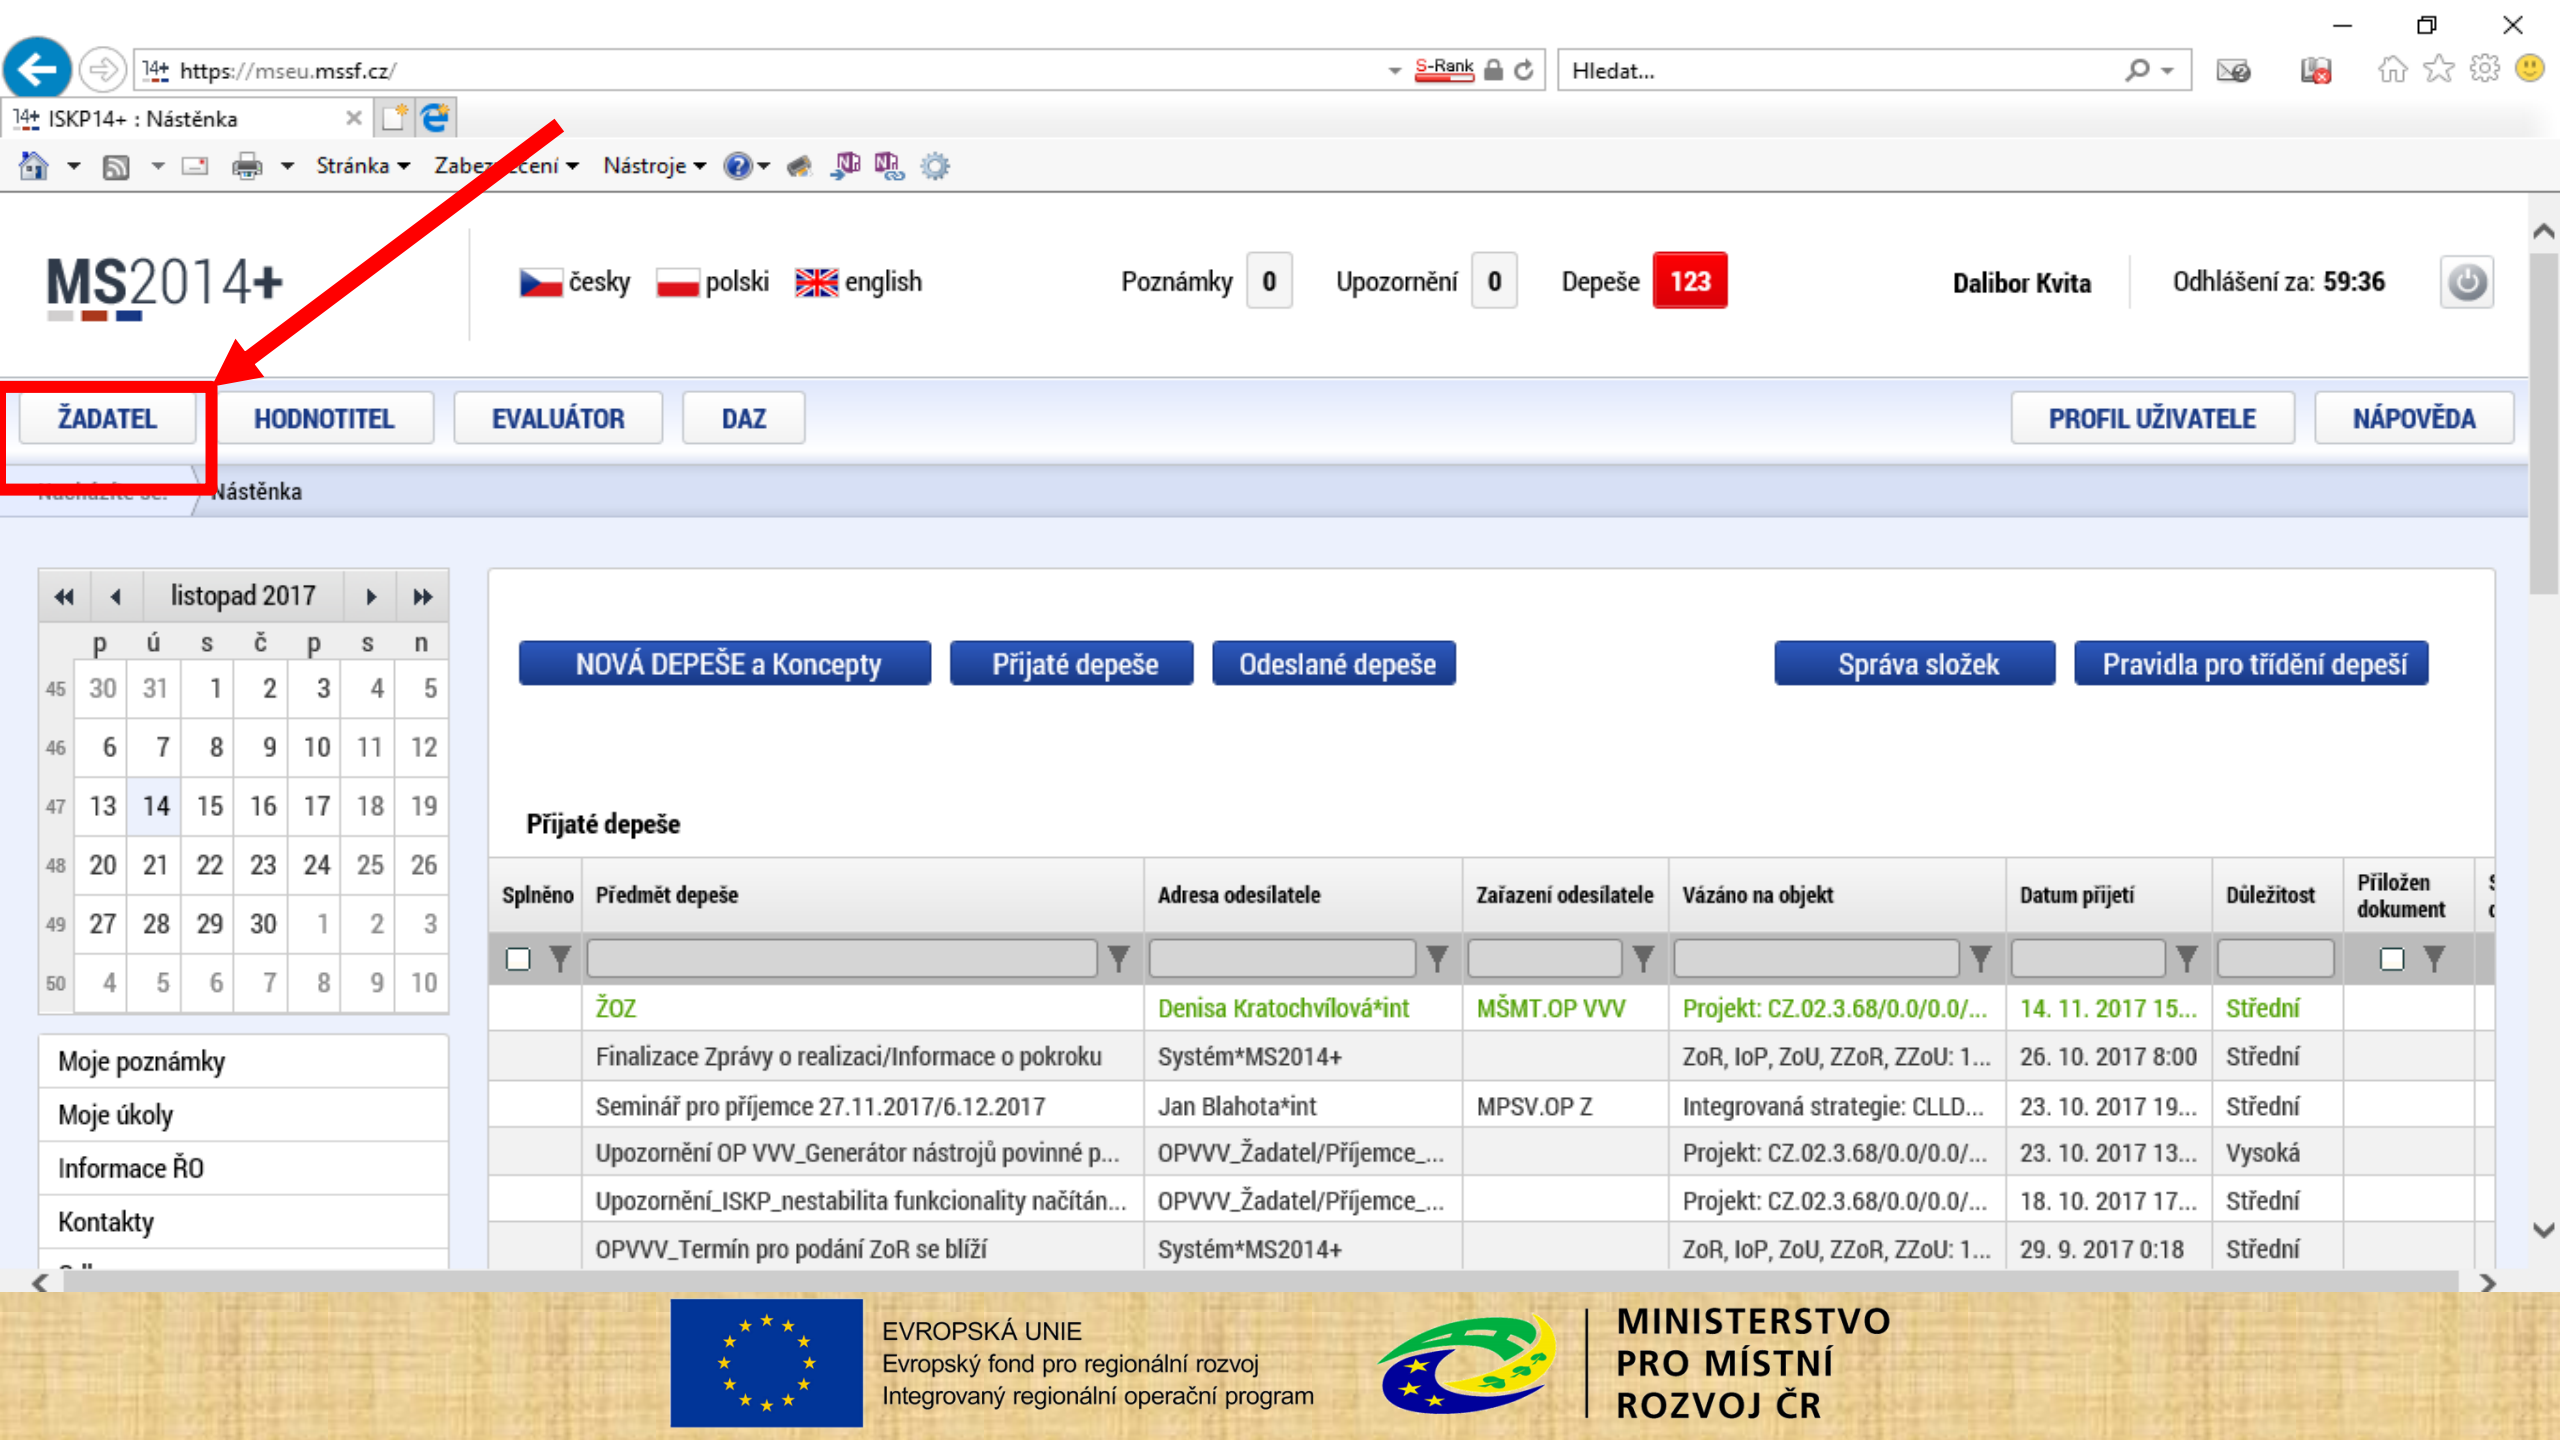 14+ https://mseu.mssf.cz/ S-Rank Hledat...
14+ ISKP14+ : Nástěnka
Stránka Nástroje
MS2014+ česky polski english Poznámky 0 Upozornění 0 Depeše 123 Dalibor Kvita Odhlášení za: 59:36
ŽADATEL HODNOTITEL EVALUÁTOR DAZ PROFIL UŽIVATELE NÁPOVĚDA
Nástěnka
listopad 2017
p ú s č p s n
45 30 31 1 2 3 4 5
46 6 7 8 9 10 11 12
47 13 14 15 16 17 18 19
48 20 21 22 23 24 25 26
49 27 28 29 30 1 2 3
50 4 5 6 7 8 9 10
Moje poznámky
Moje úkoly
Informace ŘO
Kontakty
NOVÁ DEPEŠE a Koncepty Přijaté depeše Odeslané depeše Správa složek Pravidla pro třídění depeší
Přijaté depeše
Splněno Předmět depeše Adresa odesílatele Zařazení odesílatele Vázáno na objekt Datum přijetí Důležitost Přiložen dokument
ŽOZ Denisa Kratochvílová*int MŠMT.OP VVV Projekt: CZ.02.3.68/0.0/0.0/... 14. 11. 2017 15... Střední
Finalizace Zprávy o realizaci/Informace o pokroku Systém*MS2014+ ZoR, IoP, ZoU, ZZoR, ZZoU: 1... 26. 10. 2017 8:00 Střední
Seminář pro příjemce 27.11.2017/6.12.2017 Jan Blahota*int MPSV.OP Z Integrovaná strategie: CLLD... 23. 10. 2017 19... Střední
Upozornění OP VVV_Generátor nástrojů povinné p... OPVVV_Žadatel/Příjemce_... Projekt: CZ.02.3.68/0.0/0.0/... 23. 10. 2017 13... Vysoká
Upozornění_ISKP_nestabilita funkcionality načítán... OPVVV_Žadatel/Příjemce_... Projekt: CZ.02.3.68/0.0/0.0/... 18. 10. 2017 17... Střední
OPVVV_Termín pro podání ZoR se blíží Systém*MS2014+ ZoR, IoP, ZoU, ZZoR, ZZoU: 1... 29. 9. 2017 0:18 Střední
EVROPSKÁ UNIE
Evropský fond pro regionální rozvoj
Integrovaný regionální operační program
MINISTERSTVO
PRO MÍSTNÍ
ROZVOJ ČR